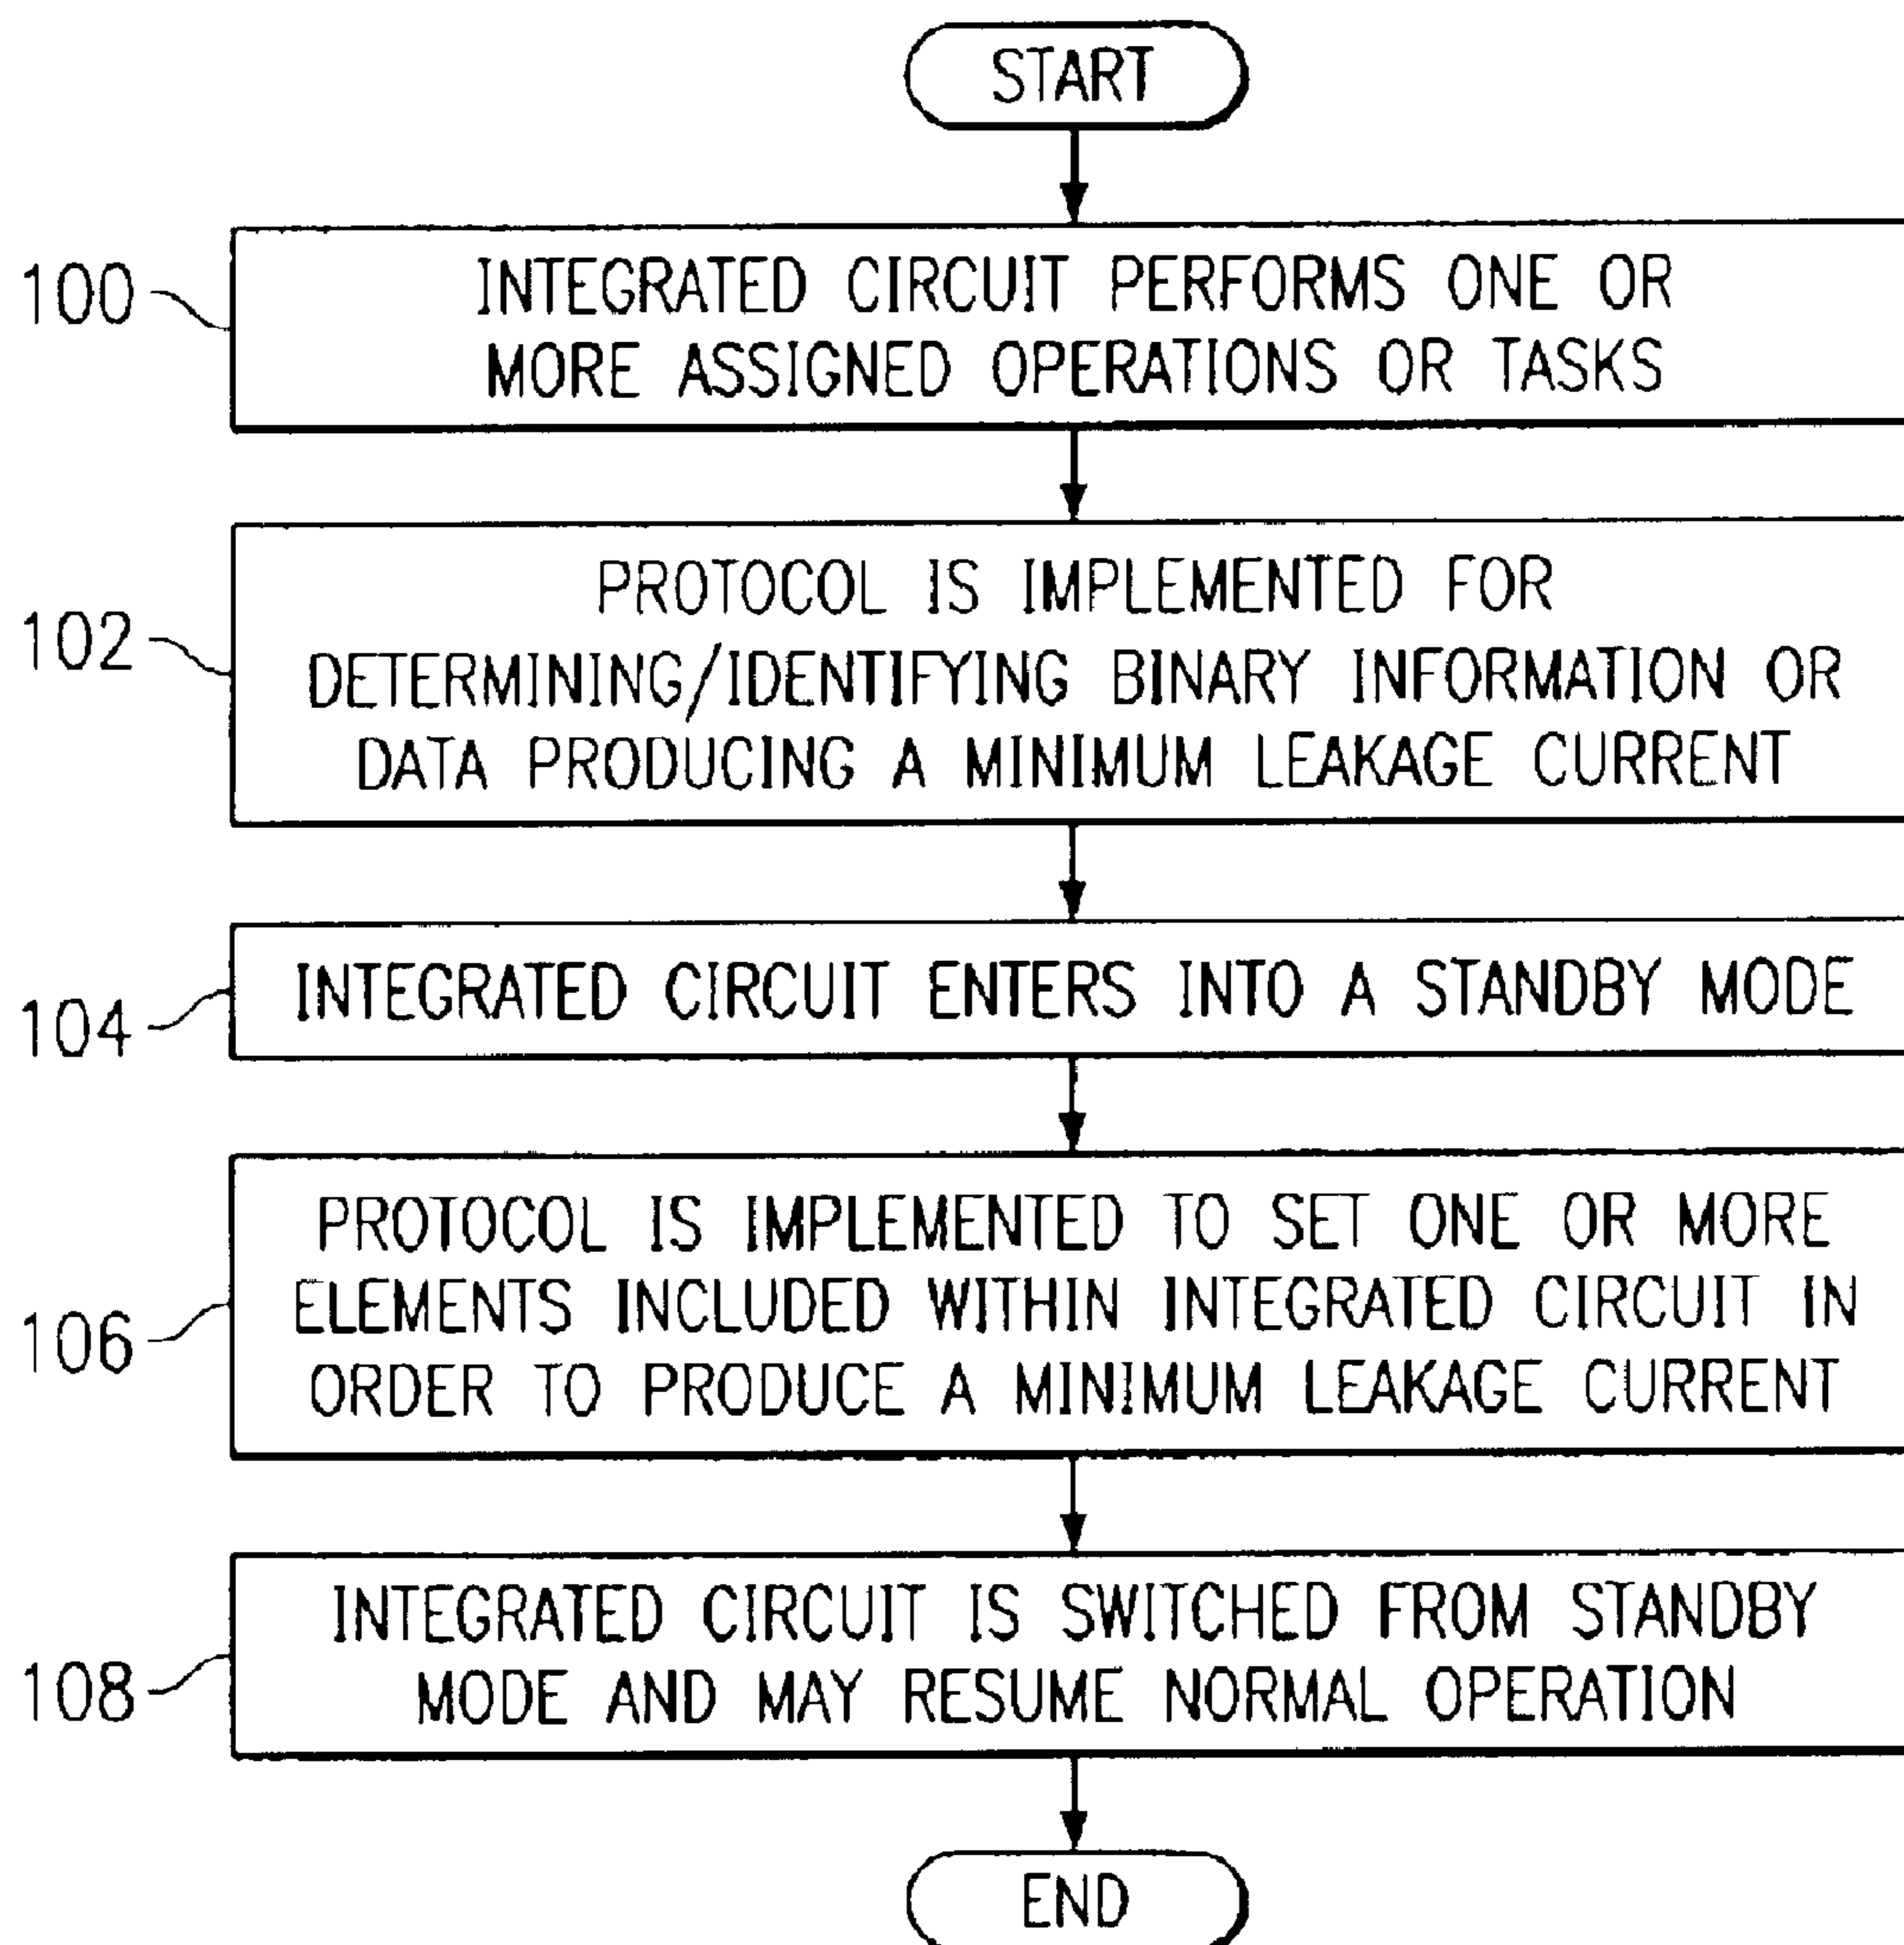 START
100
INTEGRATED CIRCUIT PERFORMS ONE OR
MORE ASSIGNED OPERATIONS OR TASKS
102
PROTOCOL IS IMPLEMENTED FOR
DETERMINING/IDENTIFYING BINARY INFORMATION OR
DATA PRODUCING A MINIMUM LEAKAGE CURRENT
104
INTEGRATED CIRCUIT ENTERS INTO A STANDBY MODE
106
PROTOCOL IS IMPLEMENTED TO SET ONE OR MORE
ELEMENTS INCLUDED WITHIN INTEGRATED CIRCUIT IN
ORDER TO PRODUCE A MINIMUM LEAKAGE CURRENT
108
INTEGRATED CIRCUIT IS SWITCHED FROM STANDBY
MODE AND MAY RESUME NORMAL OPERATION
END